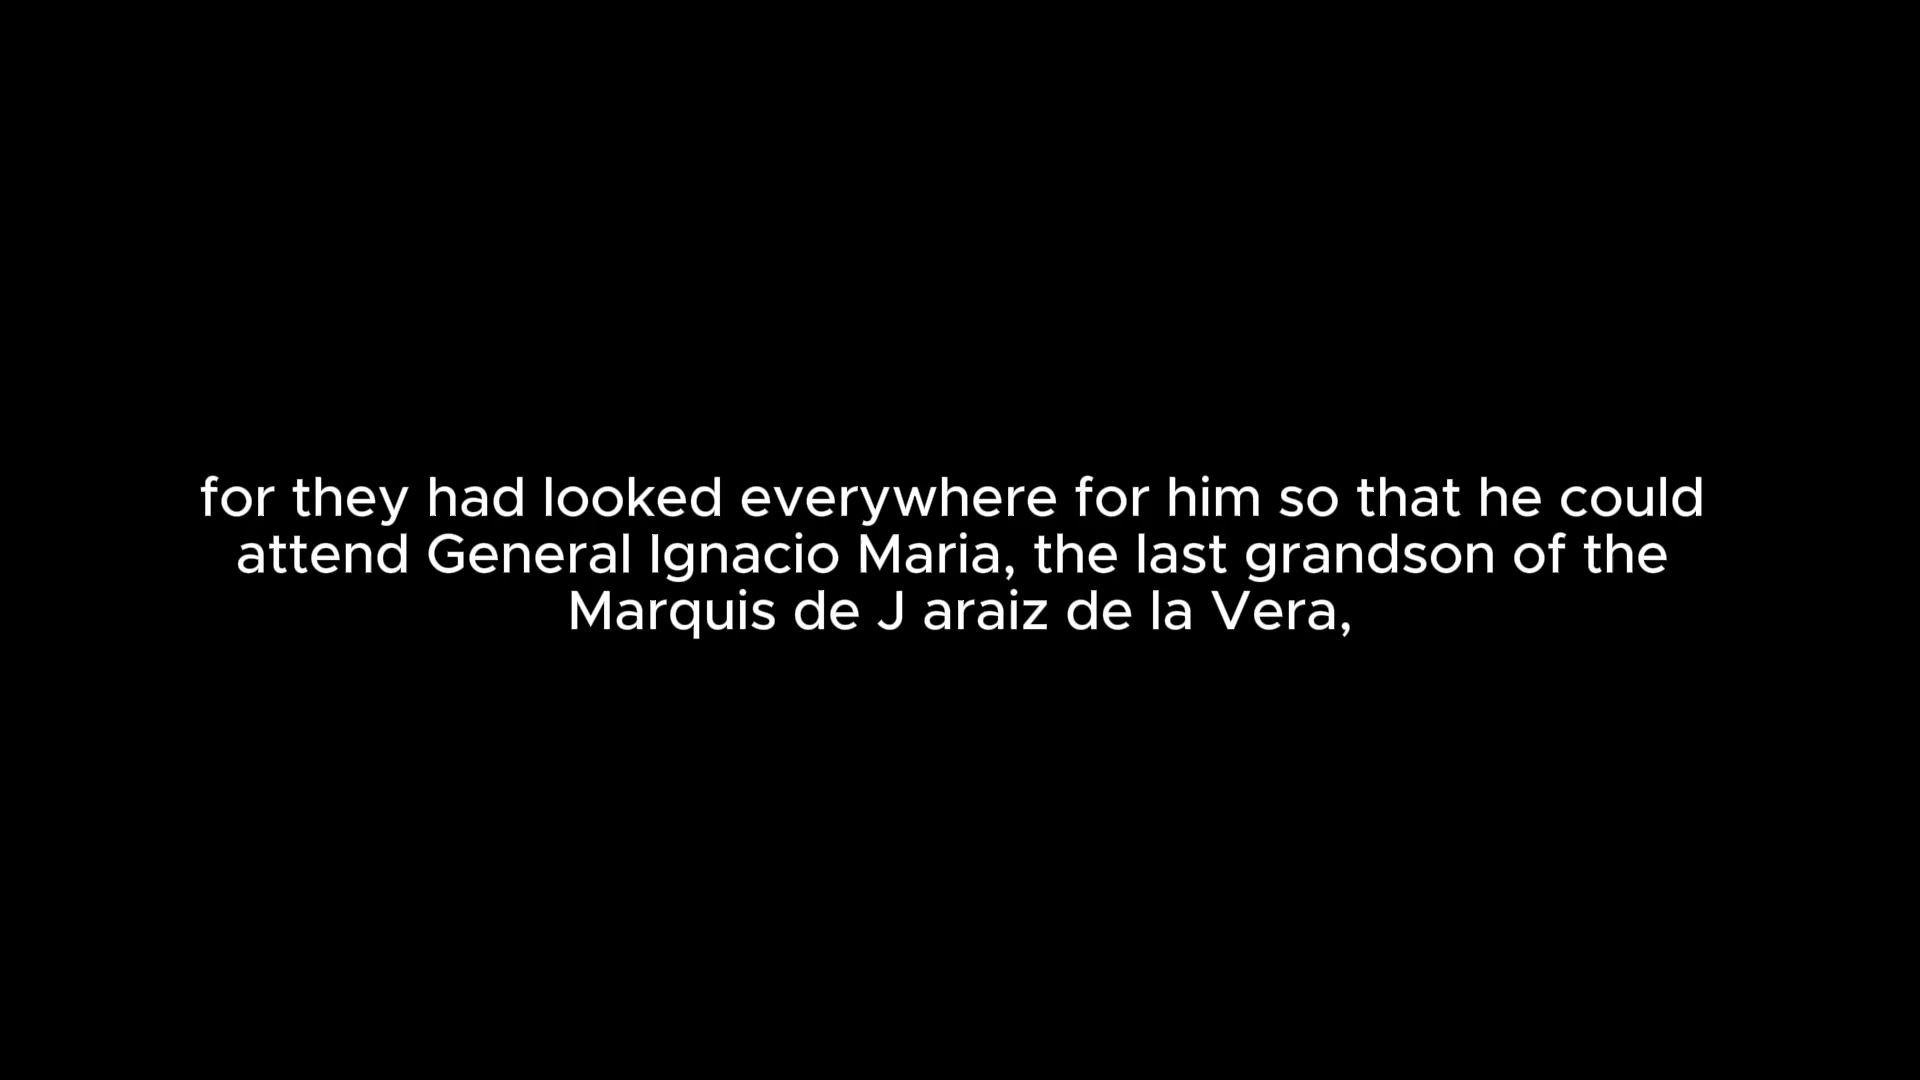 for they had looked everywhere for him so that he could
attend General Ignacio Maria, the last grandson of the
Marquis de J araiz de la Vera,